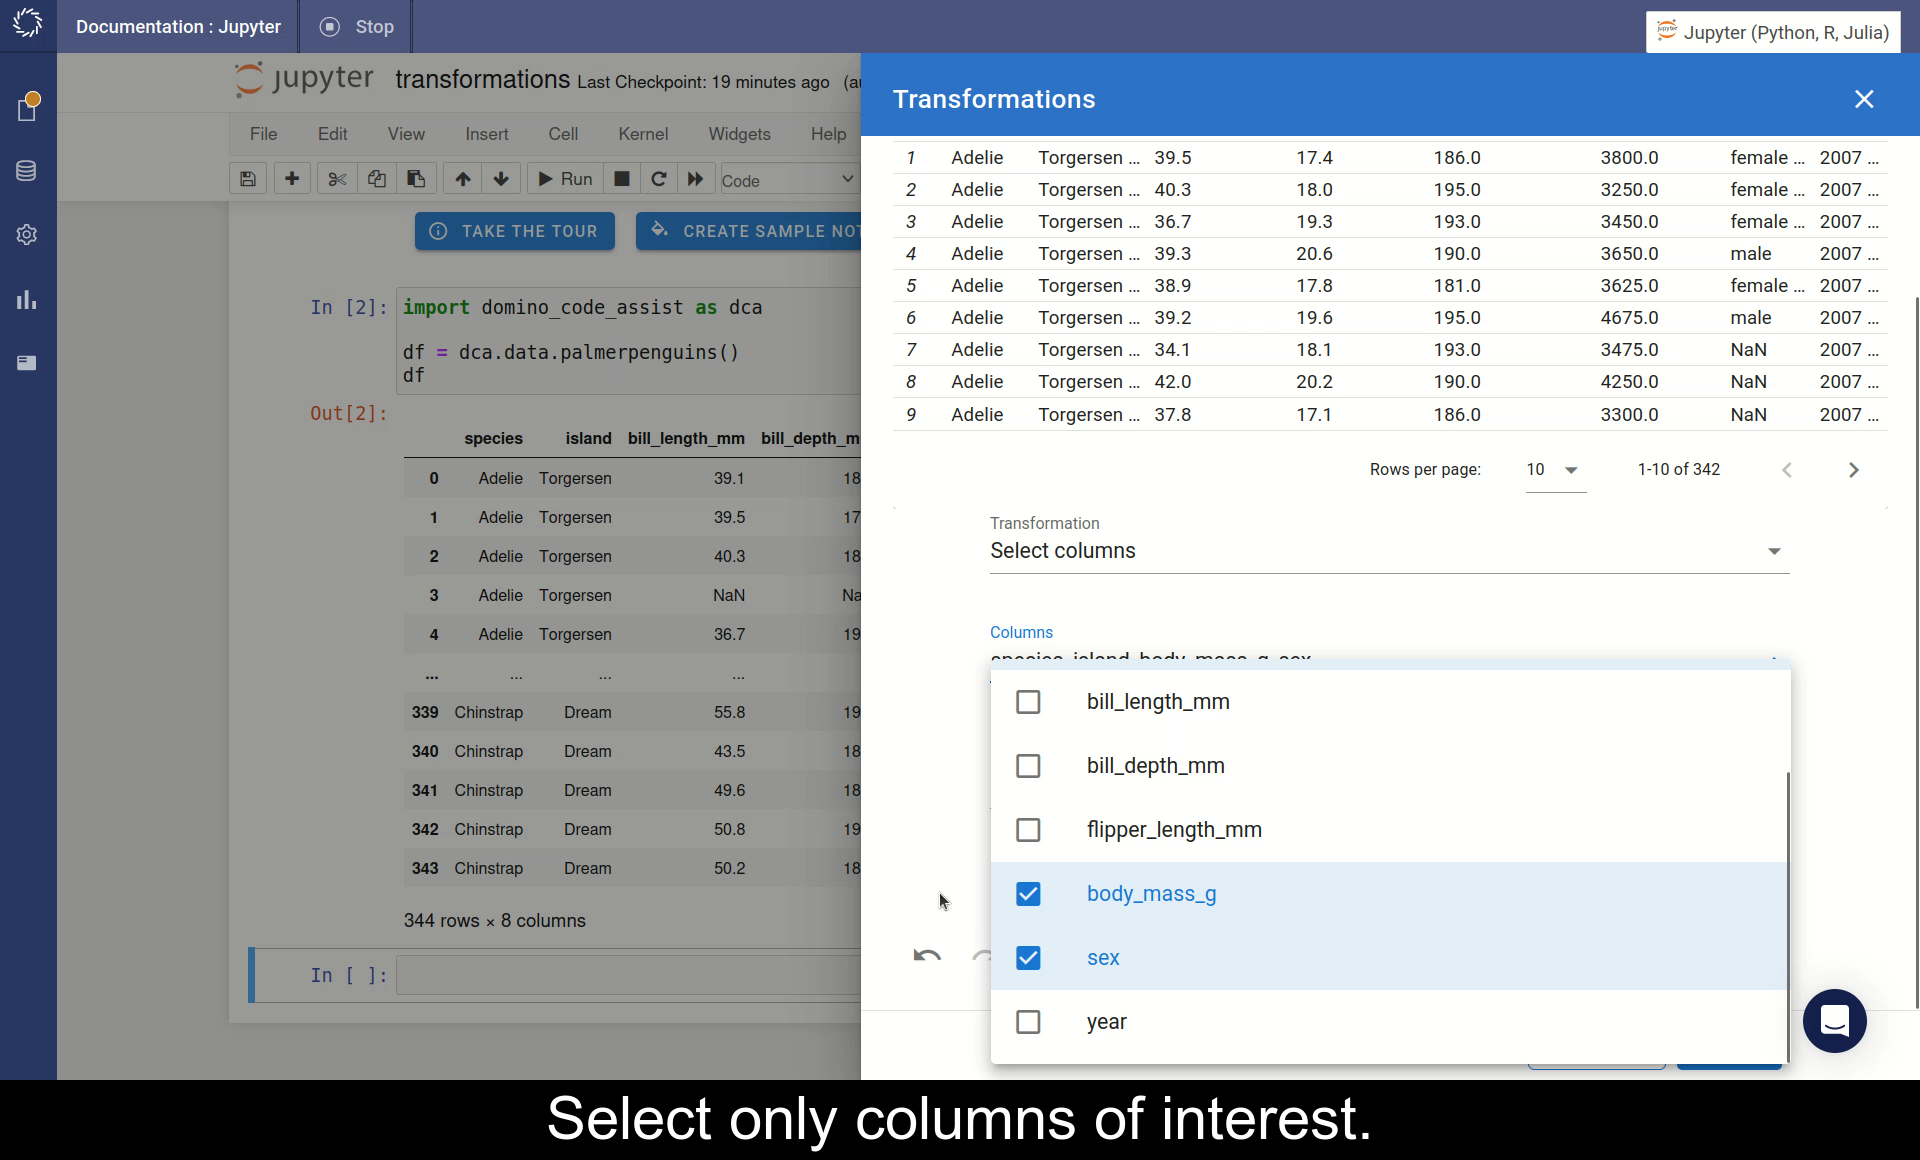 Documentation : Jupyter
Stop
Jupyter (Python, R, Julia)
jupyter transformations Last Checkpoint: 19 minutes ago (au
File Edit View Insert Cell Kernel Widgets Help
Run Code
TAKE THE TOUR
CREATE SAMPLE NOT
In [2]:
import domino_code_assist as dca
df = dca.data.palmerpenguins()
df
Out[2]:
species island bill_length_mm bill_depth_m
0 Adelie Torgersen 39.1 18
1 Adelie Torgersen 39.5 17
2 Adelie Torgersen 40.3 18
3 Adelie Torgersen NaN Na
4 Adelie Torgersen 36.7 19
... ... ... ...
339 Chinstrap Dream 55.8 19
340 Chinstrap Dream 43.5 18
341 Chinstrap Dream 49.6 18
342 Chinstrap Dream 50.8 19
343 Chinstrap Dream 50.2 18
344 rows × 8 columns
In [ ]:
Transformations
1 Adelie Torgersen ... 39.5 17.4 186.0 3800.0 female ... 2007 ...
2 Adelie Torgersen ... 40.3 18.0 195.0 3250.0 female ... 2007 ...
3 Adelie Torgersen ... 36.7 19.3 193.0 3450.0 female ... 2007 ...
4 Adelie Torgersen ... 39.3 20.6 190.0 3650.0 male 2007 ...
5 Adelie Torgersen ... 38.9 17.8 181.0 3625.0 female ... 2007 ...
6 Adelie Torgersen ... 39.2 19.6 195.0 4675.0 male 2007 ...
7 Adelie Torgersen ... 34.1 18.1 193.0 3475.0 NaN 2007 ...
8 Adelie Torgersen ... 42.0 20.2 190.0 4250.0 NaN 2007 ...
9 Adelie Torgersen ... 37.8 17.1 186.0 3300.0 NaN 2007 ...
Rows per page: 10 1-10 of 342
Transformation
Select columns
Columns
species, island, body_mass_g, sex
bill_length_mm
bill_depth_mm
flipper_length_mm
body_mass_g
sex
year
Select only columns of interest.